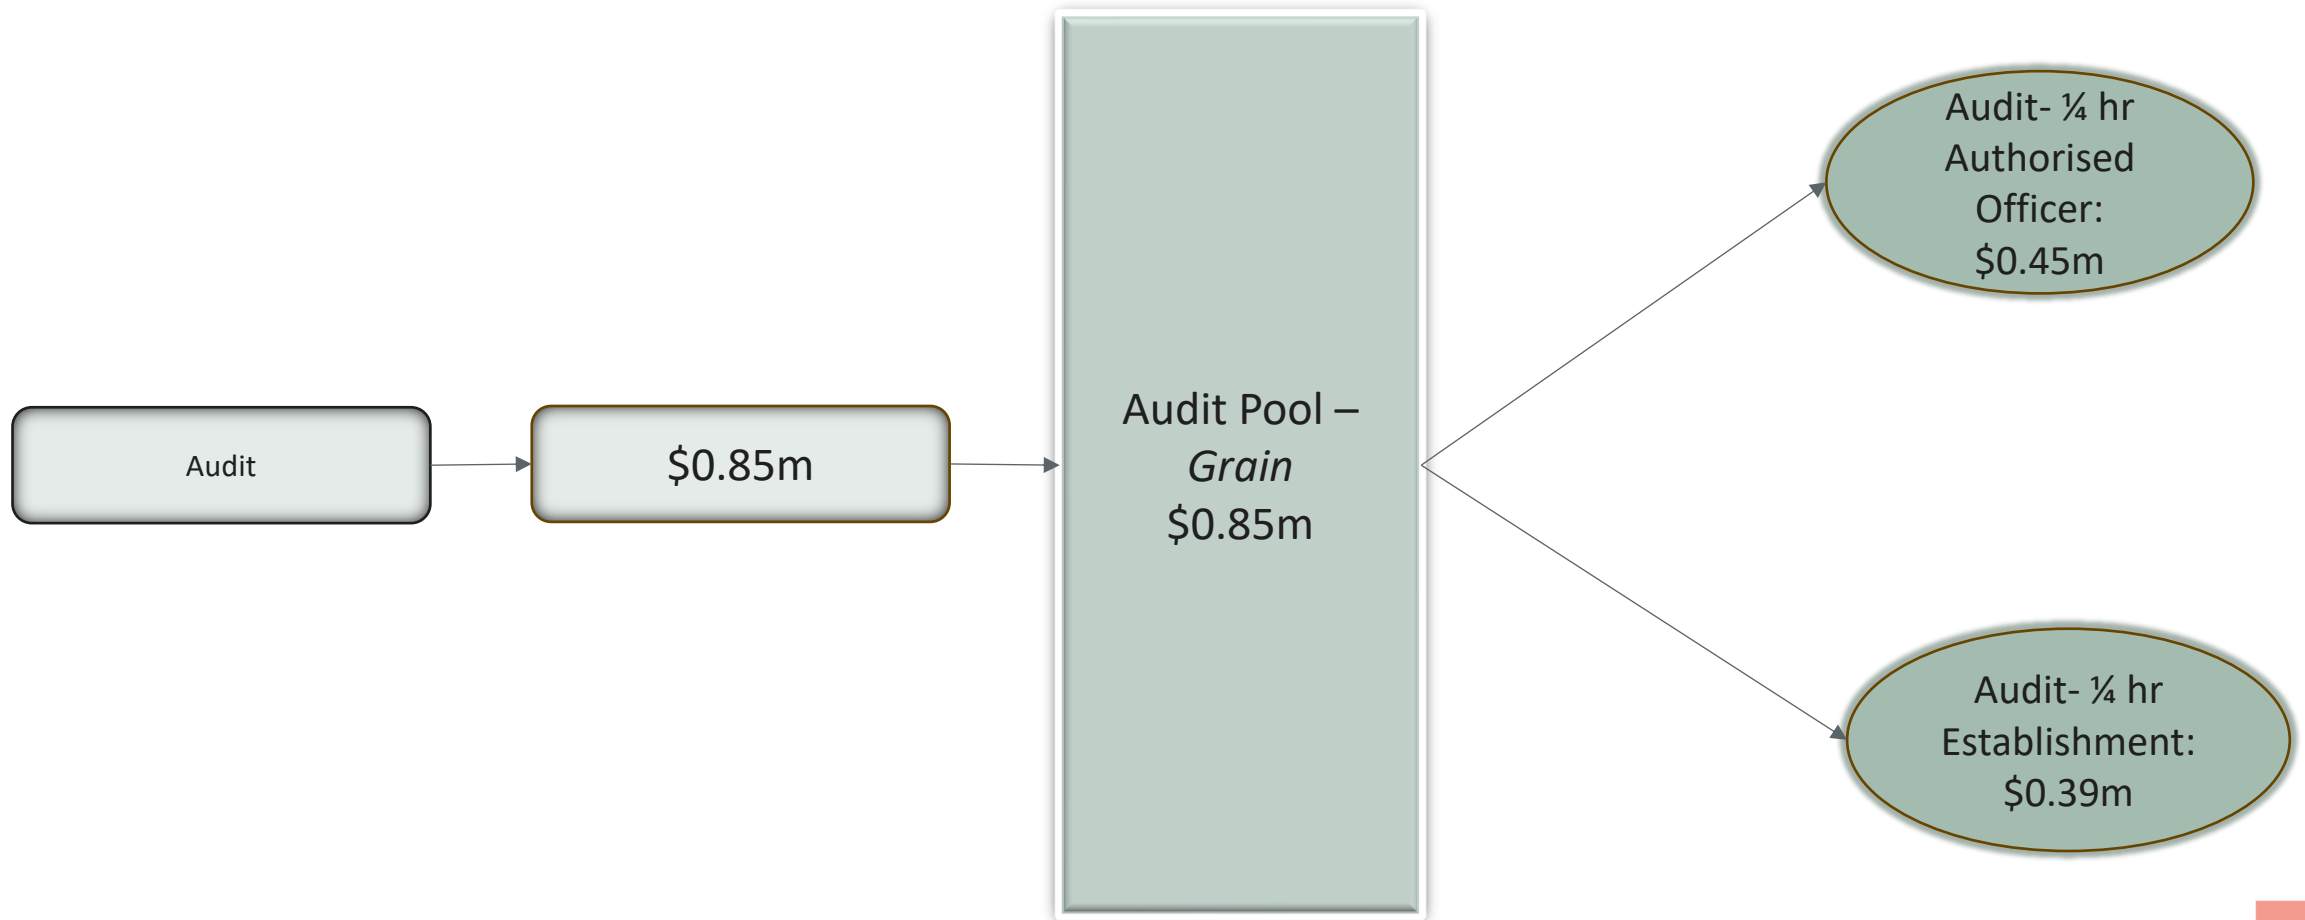 Audit
$0.85m
Audit Pool –
Grain
$0.85m
Audit- ¼ hr
Authorised
Officer:
$0.45m
Audit- ¼ hr
Establishment:
$0.39m